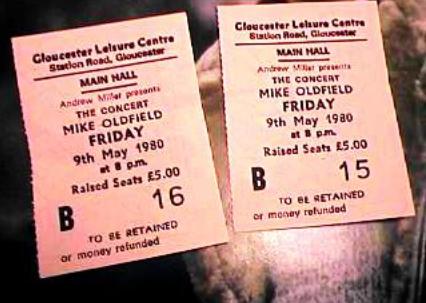 Gloucester Leisure Centre
Station Road, Gloucester
MAIN HALL
Andrew Miller presents
THE CONCERT
MIKE OLDFIELD
FRIDAY
9th May 1980
at 8 p.m.
Raised Seats £5.00
B 16
TO BE RETAINED
or money refunded
Gloucester Leisure Centre
Station Road, Gloucester
MAIN HALL
Andrew Miller presents
THE CONCERT
MIKE OLDFIELD
FRIDAY
9th May 1980
at 8 p.m.
Raised Seats £5.00
B 15
TO BE RETAINED
or money refunded